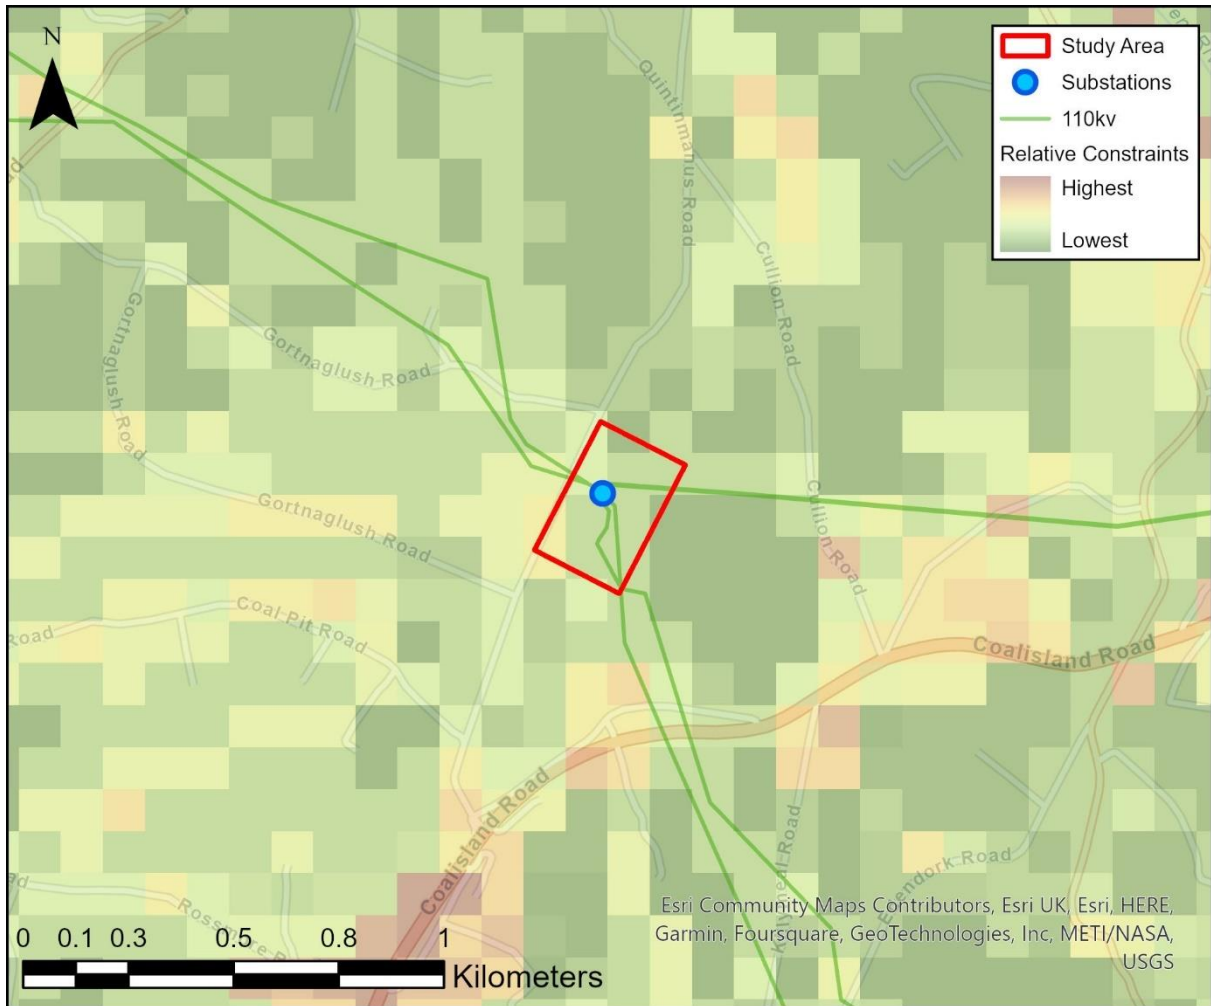 N
Study Area
Substations
110kv
Relative Constraints
Highest
Lowest
Quintinmanus Road
Cullion Road
Gortnaglush Road
Gortnaglush Road
Gortnaglush Road
Cullion Road
Coal Pit Road
Road
Coalisland Road
Coalisland Road
Road
Road
Esri Community Maps Contributors, Esri UK, Esri, HERE,
Garmin, Foursquare, GeoTechnologies, Inc, METI/NASA,
USGS
0 0.1 0.3 0.5 0.8 1
Kilometers